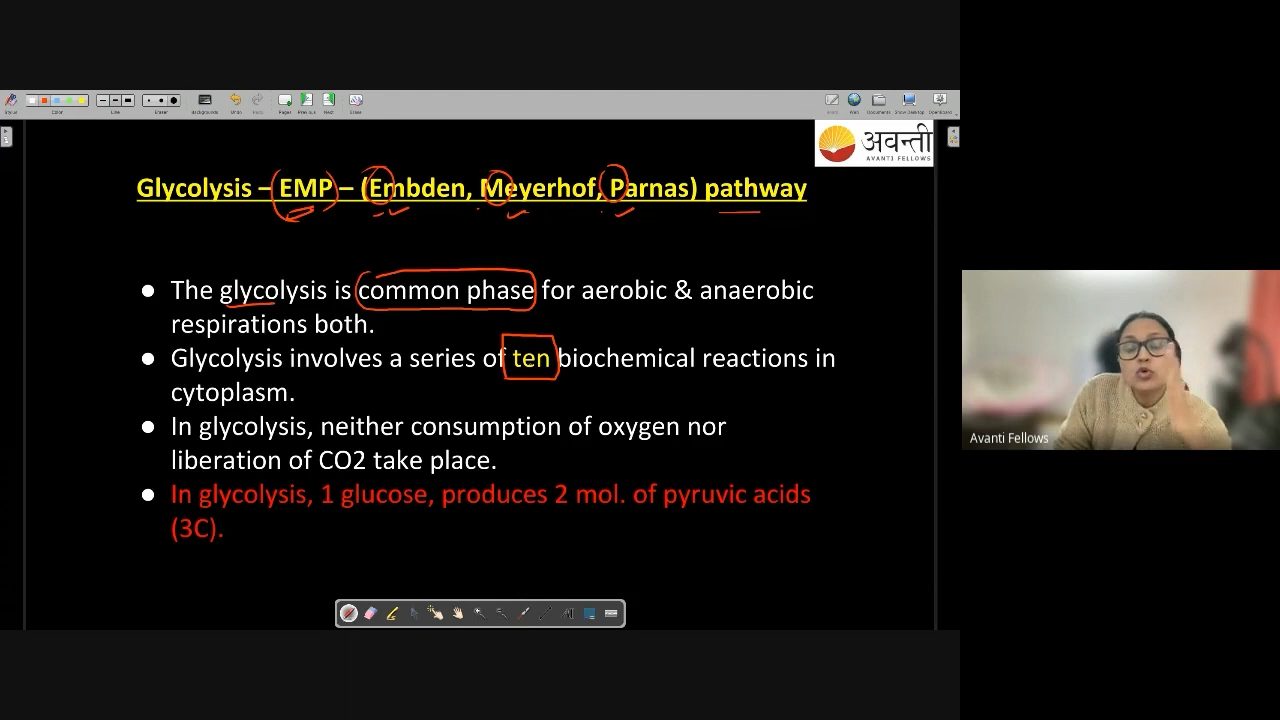 अवन्ती
AVANTI FELLOWS
Glycolysis – EMP – (Embden, Meyerhof, Parnas) pathway
● The glycolysis is common phase for aerobic & anaerobic
respirations both.
● Glycolysis involves a series of ten biochemical reactions in
cytoplasm.
● In glycolysis, neither consumption of oxygen nor
liberation of CO2 take place.
● In glycolysis, 1 glucose, produces 2 mol. of pyruvic acids
(3C).
Avanti Fellows